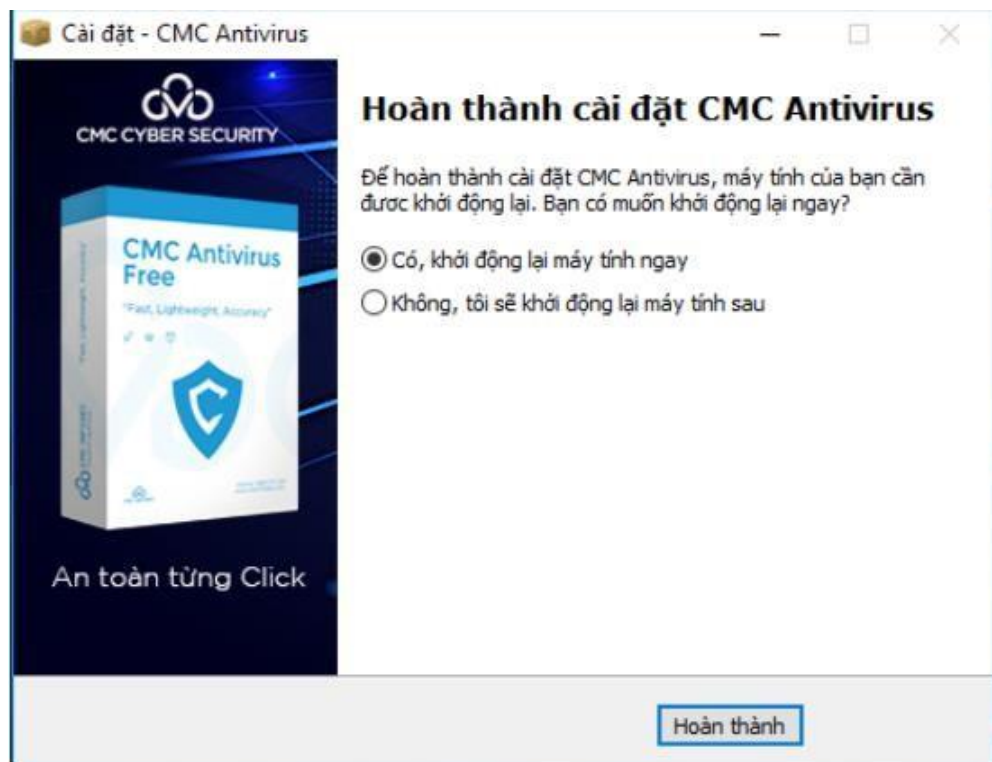 Cài đặt - CMC Antivirus
CMC CYBER SECURITY
CMC Antivirus
Free
"Fast, Lightweight, Accuracy"
An toàn từng Click
Hoàn thành cài đặt CMC Antivirus
Để hoàn thành cài đặt CMC Antivirus, máy tính của bạn cần
đươc khởi động lại. Bạn có muốn khởi động lại ngay?
Có, khởi động lại máy tính ngay
Không, tôi sẽ khởi động lại máy tính sau
Hoàn thành